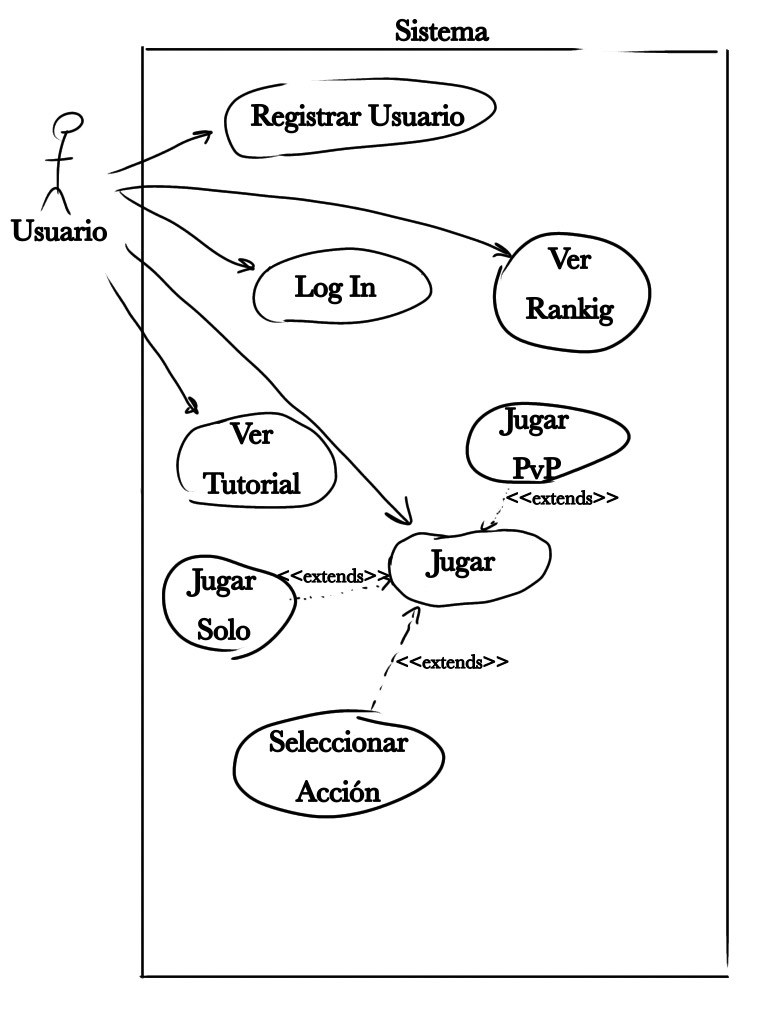 Sistema
Registrar Usuario
Usuario
Log In
Ver
Rankig
Ver
Tutorial
Jugar
PvP
<<extends>>
Jugar
Jugar
Solo
<<extends>>
<<extends>>
Seleccionar
Acción